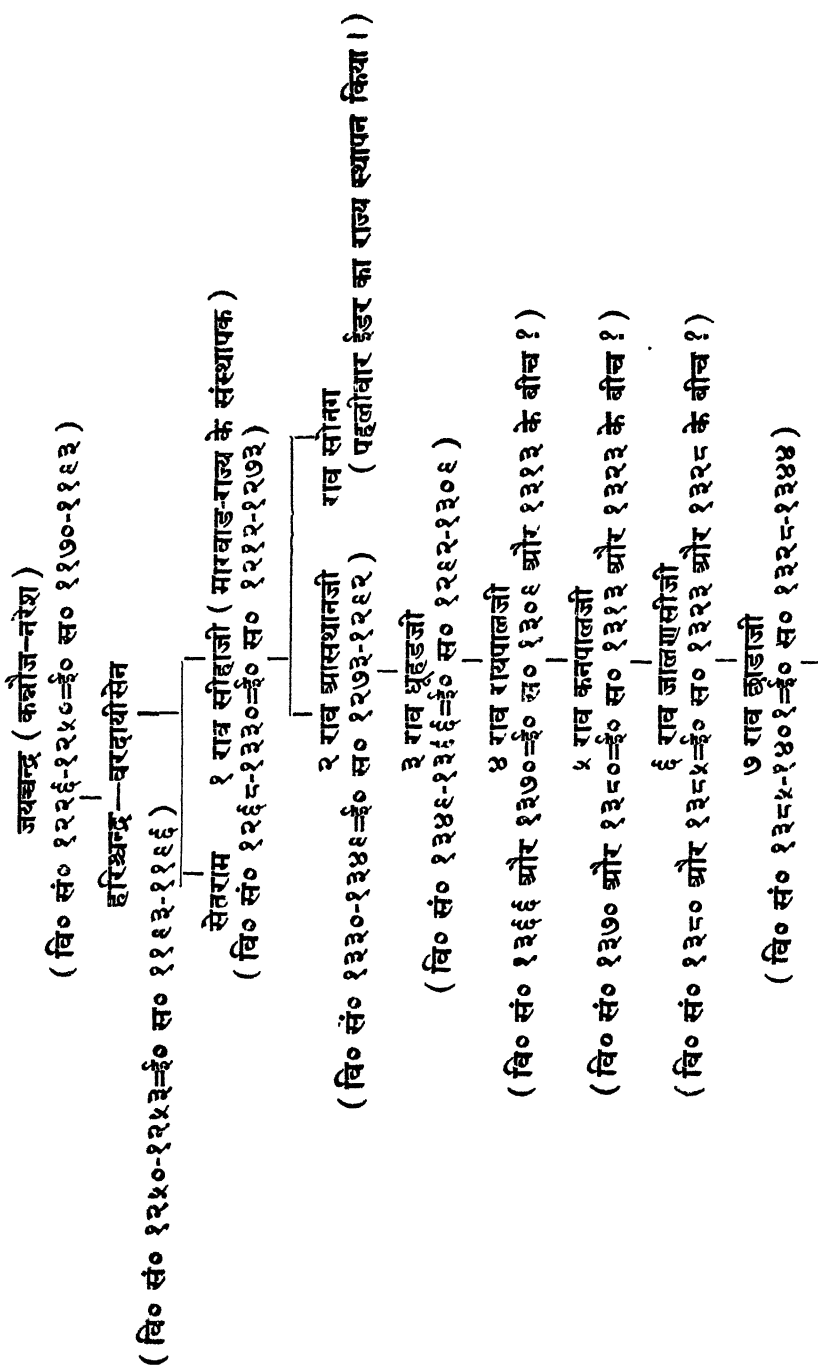 जयच्चन्द्र ( कन्नौज-नरेश )
( वि० सं० १२२६-१२५०=ई० स० ११७०-११९३)
हरिश्चन्द्र—वरदायीसेन
( वि० सं० १२५०-१२५३=ई० स० ११९३-११९६)
सेतराम १ राव सीहाजी ( मारवाड-राज्य के संस्थापक )
( वि० सं० १२६८-१३३०=ई० स० १२१२-१२७३)
२ राव आसथानजी राव सोनग
( वि० सं० १३३०-१३४८=ई० स० १२७३-१२९२) ( पहलीवार ईडर का राज्य स्थापन किया । )
३ राव धूहडजी
( वि० सं० १३४९-१३६६=ई० स० १२९२-१३०९)
४ राव रायपालजी
( वि० सं० १३६६ और १३७०=ई० स० १३०९ और १३१३ के बीच ? )
५ राव कनपालजी
( वि० सं० १३७० और १३८०=ई० स० १३१३ और १३२३ के बीच ? )
६ राव जालणसीजी
( वि० सं० १३८० और १३८५=ई० स० १३२३ और १३२८ के बीच ? )
७ राव छाडाजी
( वि० सं० १३८५-१४०१=ई० स० १३२८-१३४४)